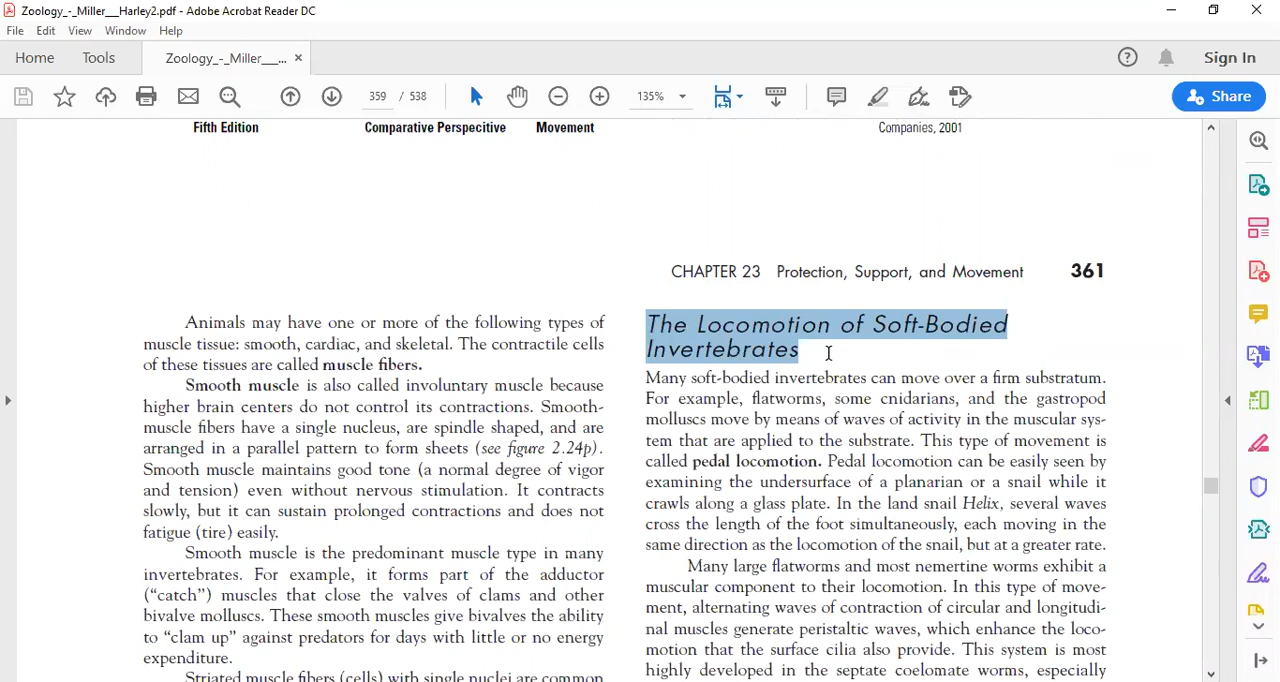 Zoology_-_Miller___Harley2.pdf - Adobe Acrobat Reader DC
File Edit View Window Help
Home Tools Zoology_-_Miller___... × Sign In
359 / 538 135% Share
Fifth Edition Comparative Perspective Movement Companies, 2001
CHAPTER 23 Protection, Support, and Movement 361
Animals may have one or more of the following types of
muscle tissue: smooth, cardiac, and skeletal. The contractile cells
of these tissues are called muscle fibers.
Smooth muscle is also called involuntary muscle because
higher brain centers do not control its contractions. Smooth-
muscle fibers have a single nucleus, are spindle shaped, and are
arranged in a parallel pattern to form sheets (see figure 2.24p).
Smooth muscle maintains good tone (a normal degree of vigor
and tension) even without nervous stimulation. It contracts
slowly, but it can sustain prolonged contractions and does not
fatigue (tire) easily.
Smooth muscle is the predominant muscle type in many
invertebrates. For example, it forms part of the adductor
(“catch”) muscles that close the valves of clams and other
bivalve molluscs. These smooth muscles give bivalves the ability
to “clam up” against predators for days with little or no energy
expenditure.
Striated muscle fibers (cells) with single nuclei are common
The Locomotion of Soft-Bodied
Invertebrates
Many soft-bodied invertebrates can move over a firm substratum.
For example, flatworms, some cnidarians, and the gastropod
molluscs move by means of waves of activity in the muscular sys-
tem that are applied to the substrate. This type of movement is
called pedal locomotion. Pedal locomotion can be easily seen by
examining the undersurface of a planarian or a snail while it
crawls along a glass plate. In the land snail Helix, several waves
cross the length of the foot simultaneously, each moving in the
same direction as the locomotion of the snail, but at a greater rate.
Many large flatworms and most nemertine worms exhibit a
muscular component to their locomotion. In this type of move-
ment, alternating waves of contraction of circular and longitudi-
nal muscles generate peristaltic waves, which enhance the loco-
motion that the surface cilia also provide. This system is most
highly developed in the septate coelomate worms, especially